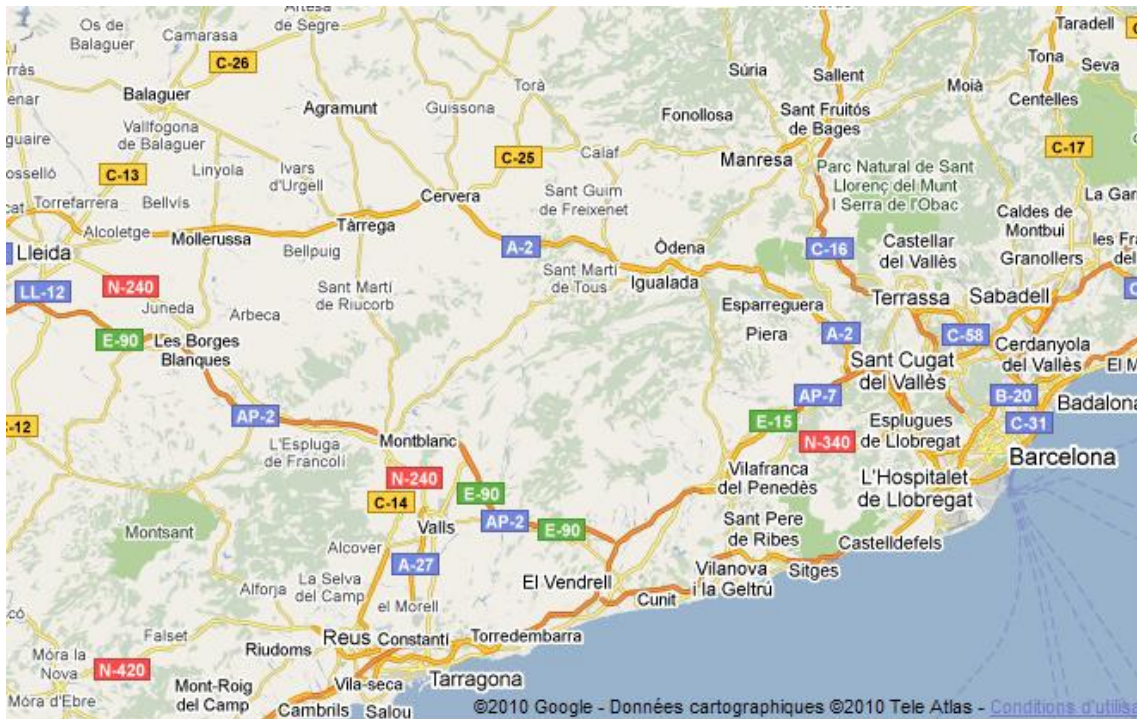 Artesa
de Segre
Taradell
Os de
Balaguer
Camarasa
C-26
Súria
Sallent
Tona
Seva
Balaguer
Agramunt
Guissona
Torà
Fonollosa
Sant Fruitós
de Bages
Moià
Centelles
Vallfogona
de Balaguer
C-13
Linyola
Ivars
d'Urgell
C-25
Calaf
Manresa
C-17
Parc Natural de Sant
Llorenç del Munt
I Serra de l'Obac
Torrefarrera
Bellvís
Cervera
Sant Guim
de Freixenet
La Gar
Alcoletge
Mollerussa
Tàrrega
Bellpuig
A-2
Òdena
C-16
Castellar
del Vallès
Caldes de
Montbui
les Fra
Granollers
Lleida
LL-12
N-240
Juneda
Arbeca
Sant Martí
de Riucorb
Sant Martí
de Tous
Igualada
Esparreguera
Terrassa
Sabadell
E-90
Les Borges
Blanques
Piera
A-2
C-58
Cerdanyola
del Vallès
El M
Sant Cugat
del Vallès
AP-7
B-20
Badalona
AP-2
-12
L'Espluga
de Francolí
Montblanc
E-15
N-340
Esplugues
de Llobregat
C-31
Barcelona
N-240
C-14
E-90
Vilafranca
del Penedès
L'Hospitalet
de Llobregat
Montsant
Valls
AP-2
E-90
Sant Pere
de Ribes
Castelldefels
Alcover
A-27
Alforja
La Selva
del Camp
El Vendrell
Vilanova
i la Geltrú
Sitges
el Morell
Cunit
Falset
Riudoms
Reus
Constantí
Torredembarra
Móra la
Nova
N-420
Mont-Roig
del Camp
Vila-seca
Tarragona
Móra d'Ebre
Cambrils
Salou
©2010 Google - Données cartographiques ©2010 Tele Atlas - Conditions d'utilisa